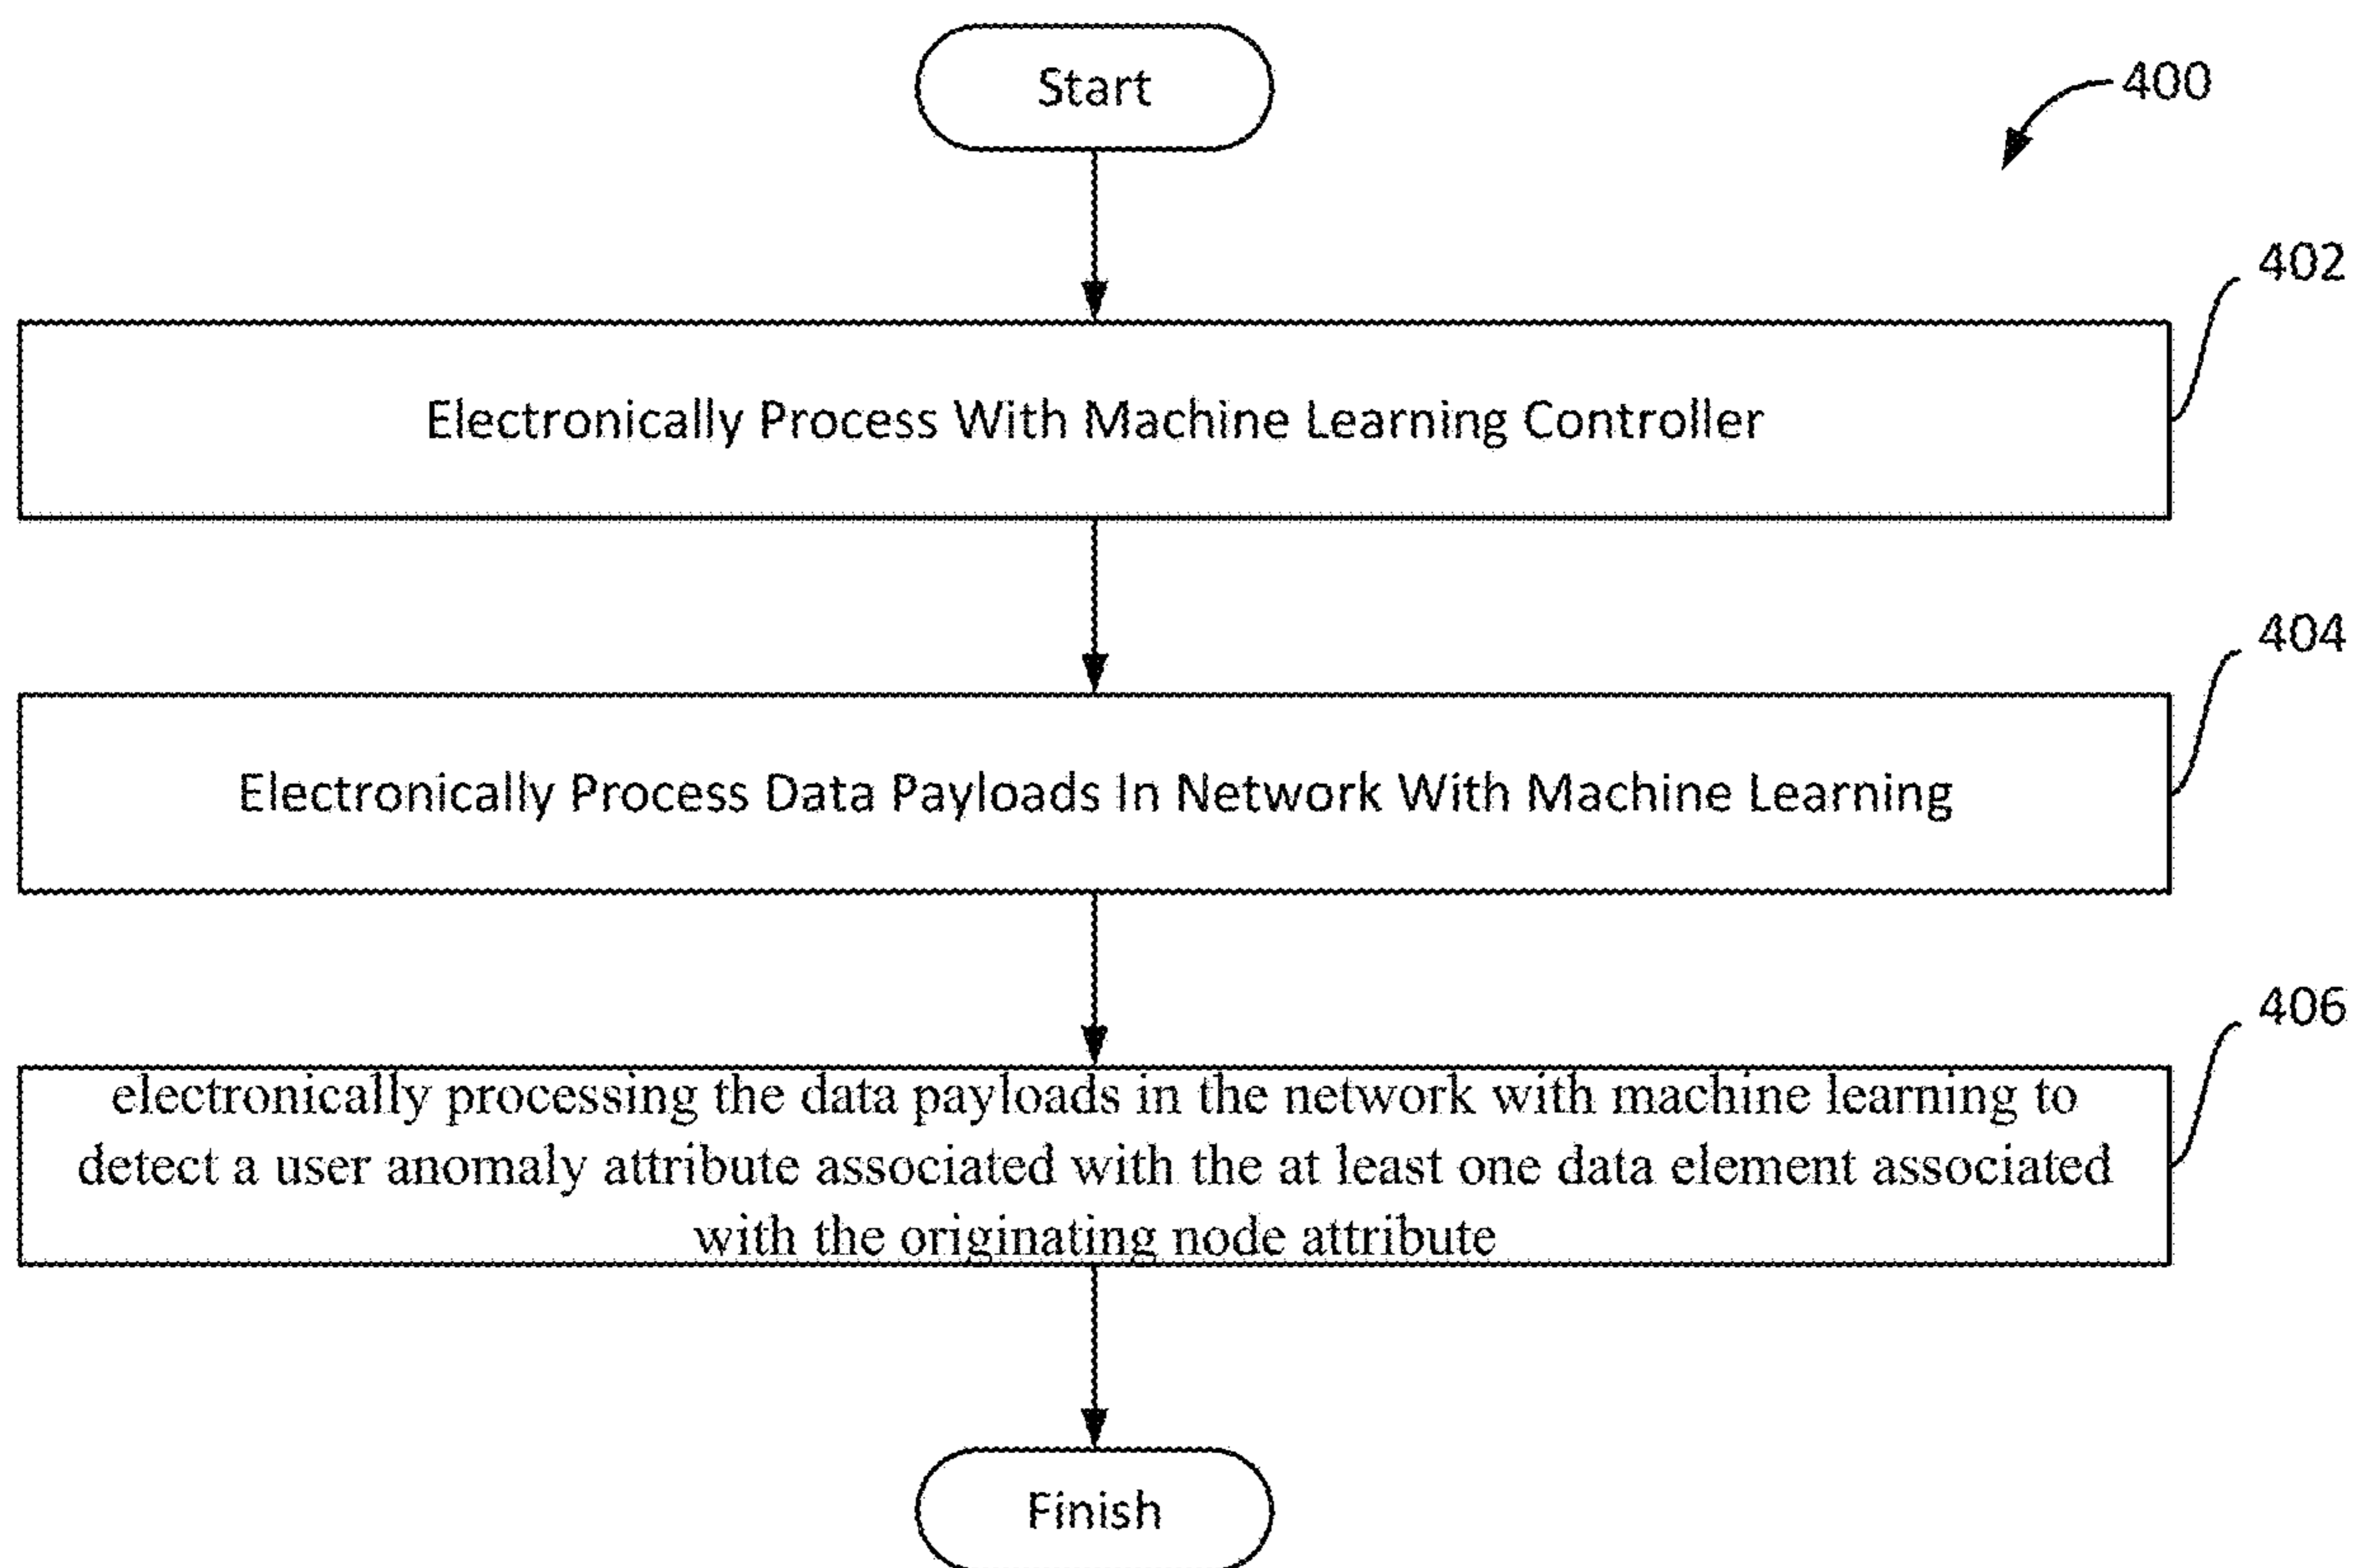 Start
400
402
Electronically Process With Machine Learning Controller
404
Electronically Process Data Payloads In Network With Machine Learning
406
electronically processing the data payloads in the network with machine learning to
detect a user anomaly attribute associated with the at least one data element associated
with the originating node attribute
Finish